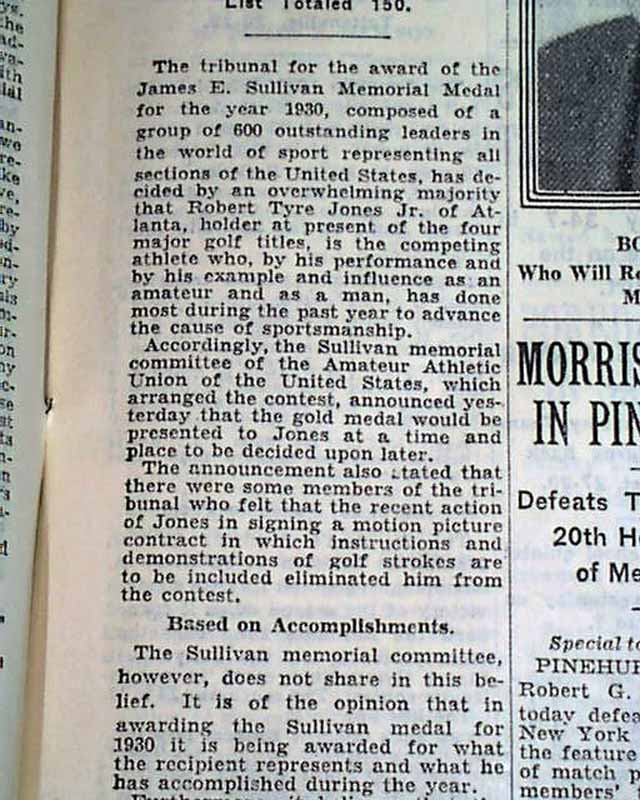 List Totaled 150.
The tribunal for the award of the
James E. Sullivan Memorial Medal
for the year 1930, composed of a
group of 600 outstanding leaders in
the world of sport representing all
sections of the United States, has de-
cided by an overwhelming majority
that Robert Tyre Jones Jr. of At-
lanta, holder at present of the four
major golf titles, is the competing
athlete who, by his performance and
by his example and influence as an
amateur and as a man, has done
most during the past year to advance
the cause of sportsmanship.
Accordingly, the Sullivan memorial
committee of the Amateur Athletic
Union of the United States, which
arranged the contest, announced yes-
terday that the gold medal would be
presented to Jones at a time and
place to be decided upon later.
The announcement also stated that
there were some members of the tri-
bunal who felt that the recent action
of Jones in signing a motion picture
contract in which instructions and
demonstrations of golf strokes are
to be included eliminated him from
the contest.
Based on Accomplishments.
The Sullivan memorial committee,
however, does not share in this be-
lief. It is of the opinion that in
awarding the Sullivan medal for
1930 it is being awarded for what
the recipient represents and what he
has accomplished during the year.
BO
Who Will Re
M
MORRIS
IN PIN
Defeats T
20th Ho
of Me
Special to
PINEHUR
Robert G.
today defea
New York
the feature
of match p
members'